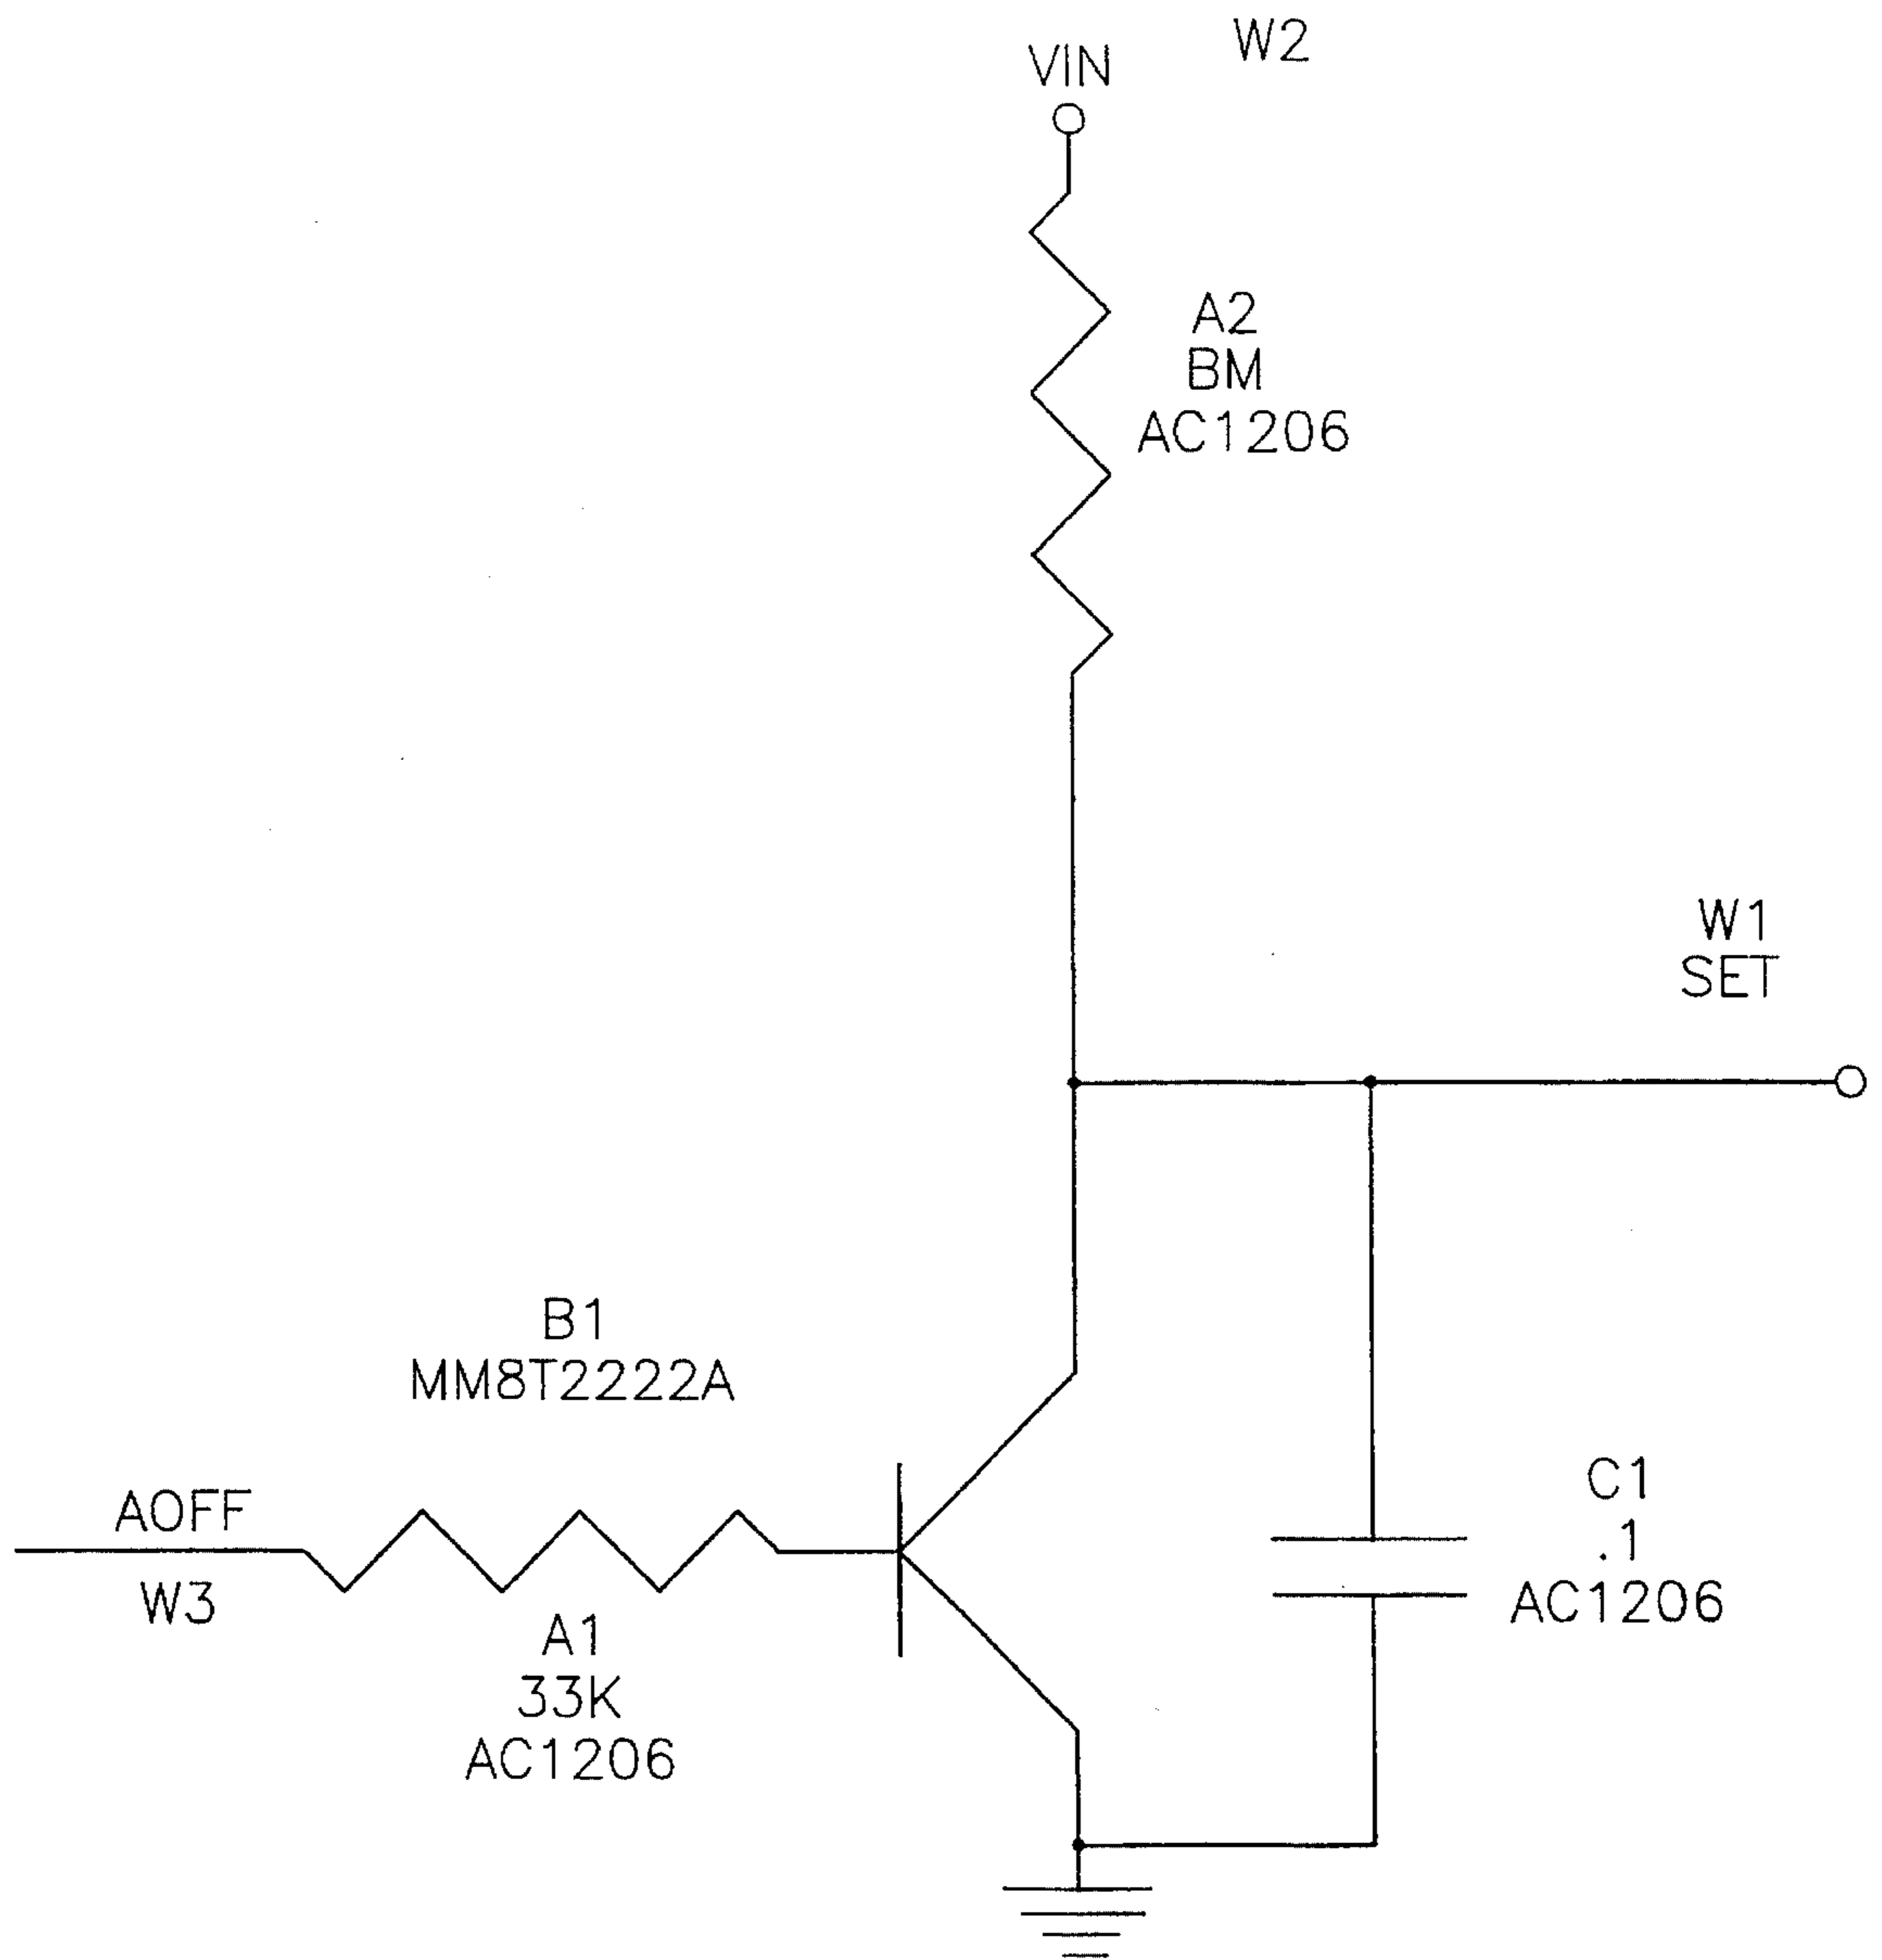 W2
VIN
A2
BM
AC1206
W1
SET
B1
MM8T2222A
AOFF
W3
A1
33K
AC1206
C1
.1
AC1206